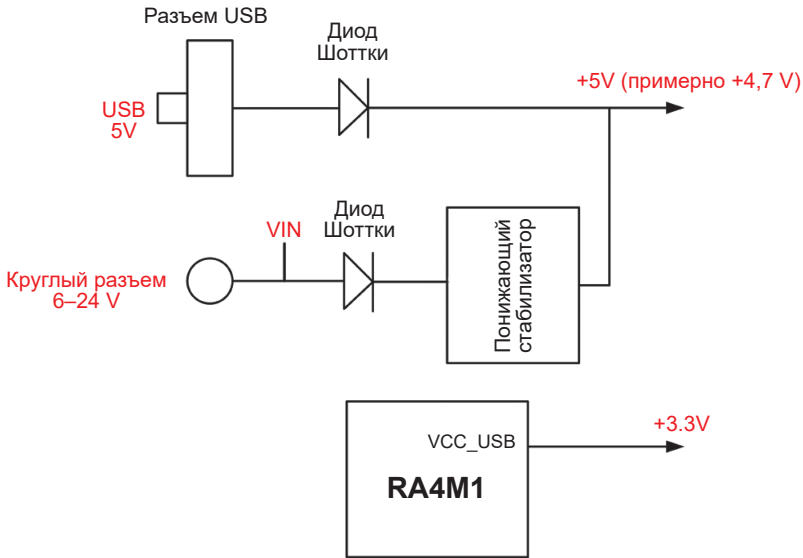 Разъем USB
Диод
Шоттки
+5V (примерно +4,7 V)
USB
5V
Диод
Шоттки
VIN
Круглый разъем
6–24 V
Понижающий
стабилизатор
+3.3V
VCC_USB
RA4M1